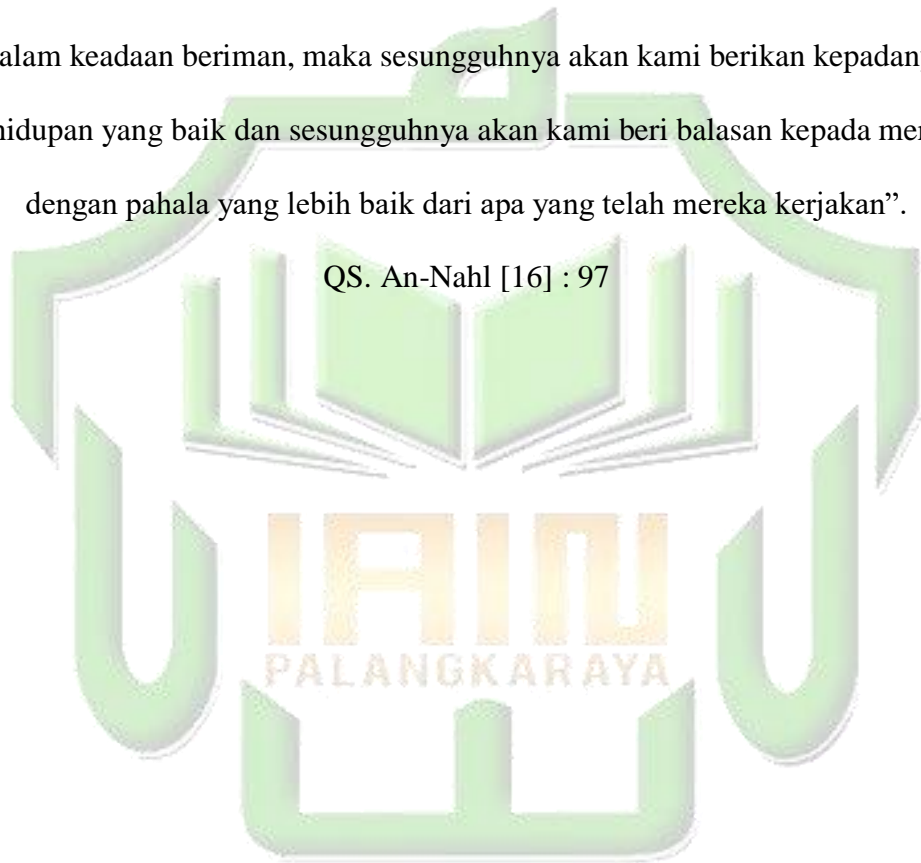 alam keadaan beriman, maka sesungguhnya akan kami berikan kepadan
hidupan yang baik dan sesungguhnya akan kami beri balasan kepada me
dengan pahala yang lebih baik dari apa yang telah mereka kerjakan”.
QS. An-Nahl [16] : 97
IAIN
PALANGKARAYA